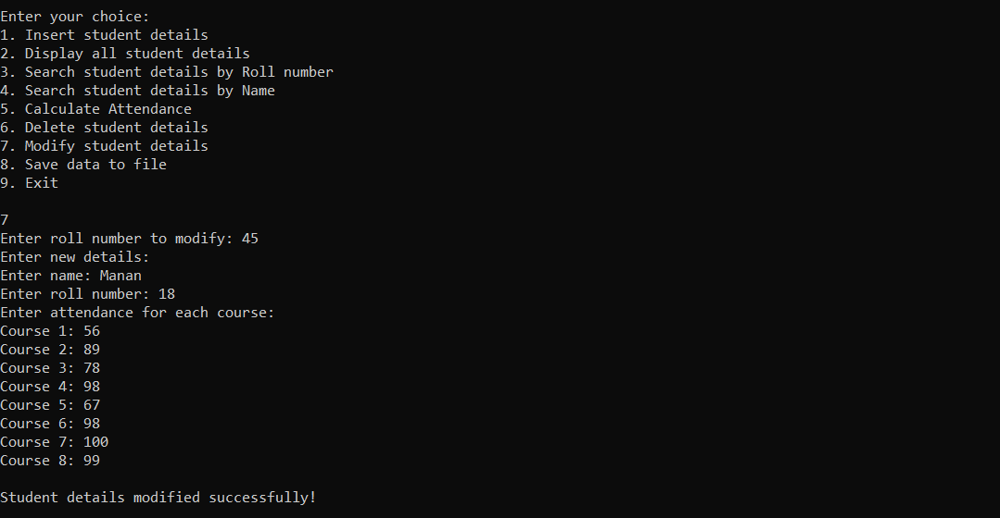 Enter your choice:
1. Insert student details
2. Display all student details
3. Search student details by Roll number
4. Search student details by Name
5. Calculate Attendance
6. Delete student details
7. Modify student details
8. Save data to file
9. Exit
7
Enter roll number to modify: 45
Enter new details:
Enter name: Manan
Enter roll number: 18
Enter attendance for each course:
Course 1: 56
Course 2: 89
Course 3: 78
Course 4: 98
Course 5: 67
Course 6: 98
Course 7: 100
Course 8: 99
Student details modified successfully!